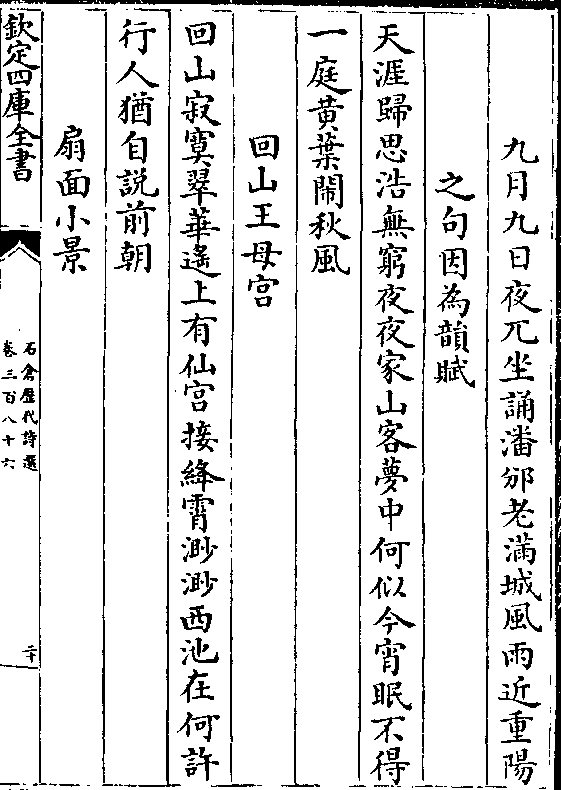 九月九日夜兀坐誦潘邠老滿城風雨近重陽
之句因為韻賦
天涯歸思浩無窮夜夜家山客夢中何似今宵眠不得
一庭黄葉鬧秋風
回山王母宫
回山寂寞翠華遙上有仙宫接絳霄渺渺西池在何許
行人猶自説前朝
扇面小景
欽定四庫全書
石倉歷代詩選
卷三百八十六
二十